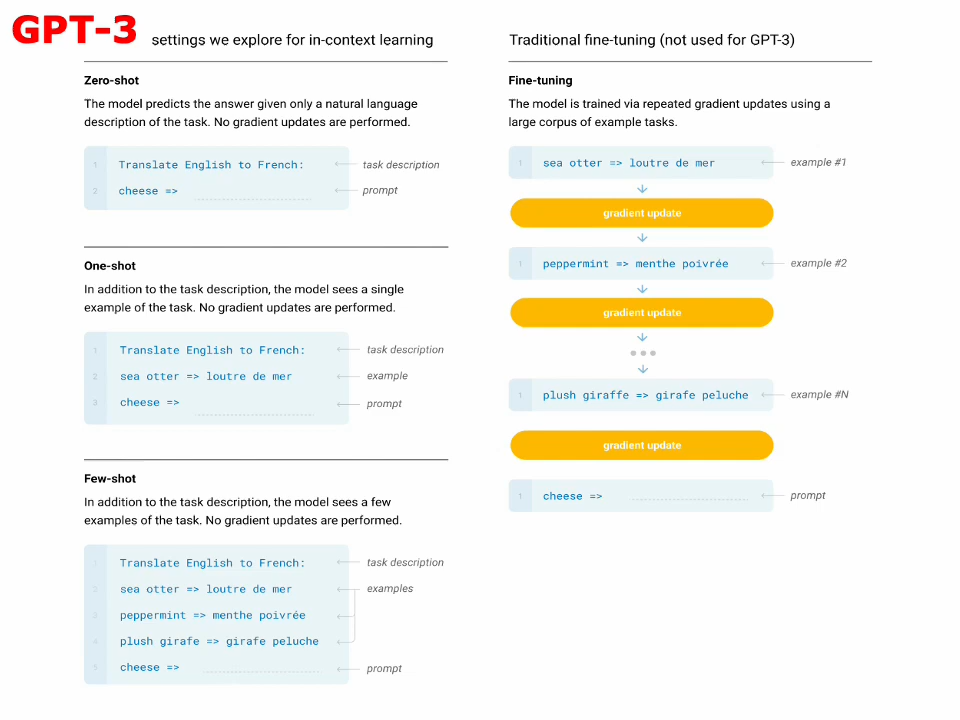 GPT-3 settings we explore for in-context learning
Zero-shot
The model predicts the answer given only a natural language
description of the task. No gradient updates are performed.
1 Translate English to French: task description
2 cheese => prompt
One-shot
In addition to the task description, the model sees a single
example of the task. No gradient updates are performed.
1 Translate English to French: task description
2 sea otter => loutre de mer example
3 cheese => prompt
Few-shot
In addition to the task description, the model sees a few
examples of the task. No gradient updates are performed.
1 Translate English to French: task description
2 sea otter => loutre de mer examples
3 peppermint => menthe poivrée
4 plush girafe => girafe peluche
5 cheese => prompt
Traditional fine-tuning (not used for GPT-3)
Fine-tuning
The model is trained via repeated gradient updates using a
large corpus of example tasks.
1 sea otter => loutre de mer example #1
gradient update
1 peppermint => menthe poivrée example #2
gradient update
1 plush giraffe => girafe peluche example #N
gradient update
1 cheese => prompt